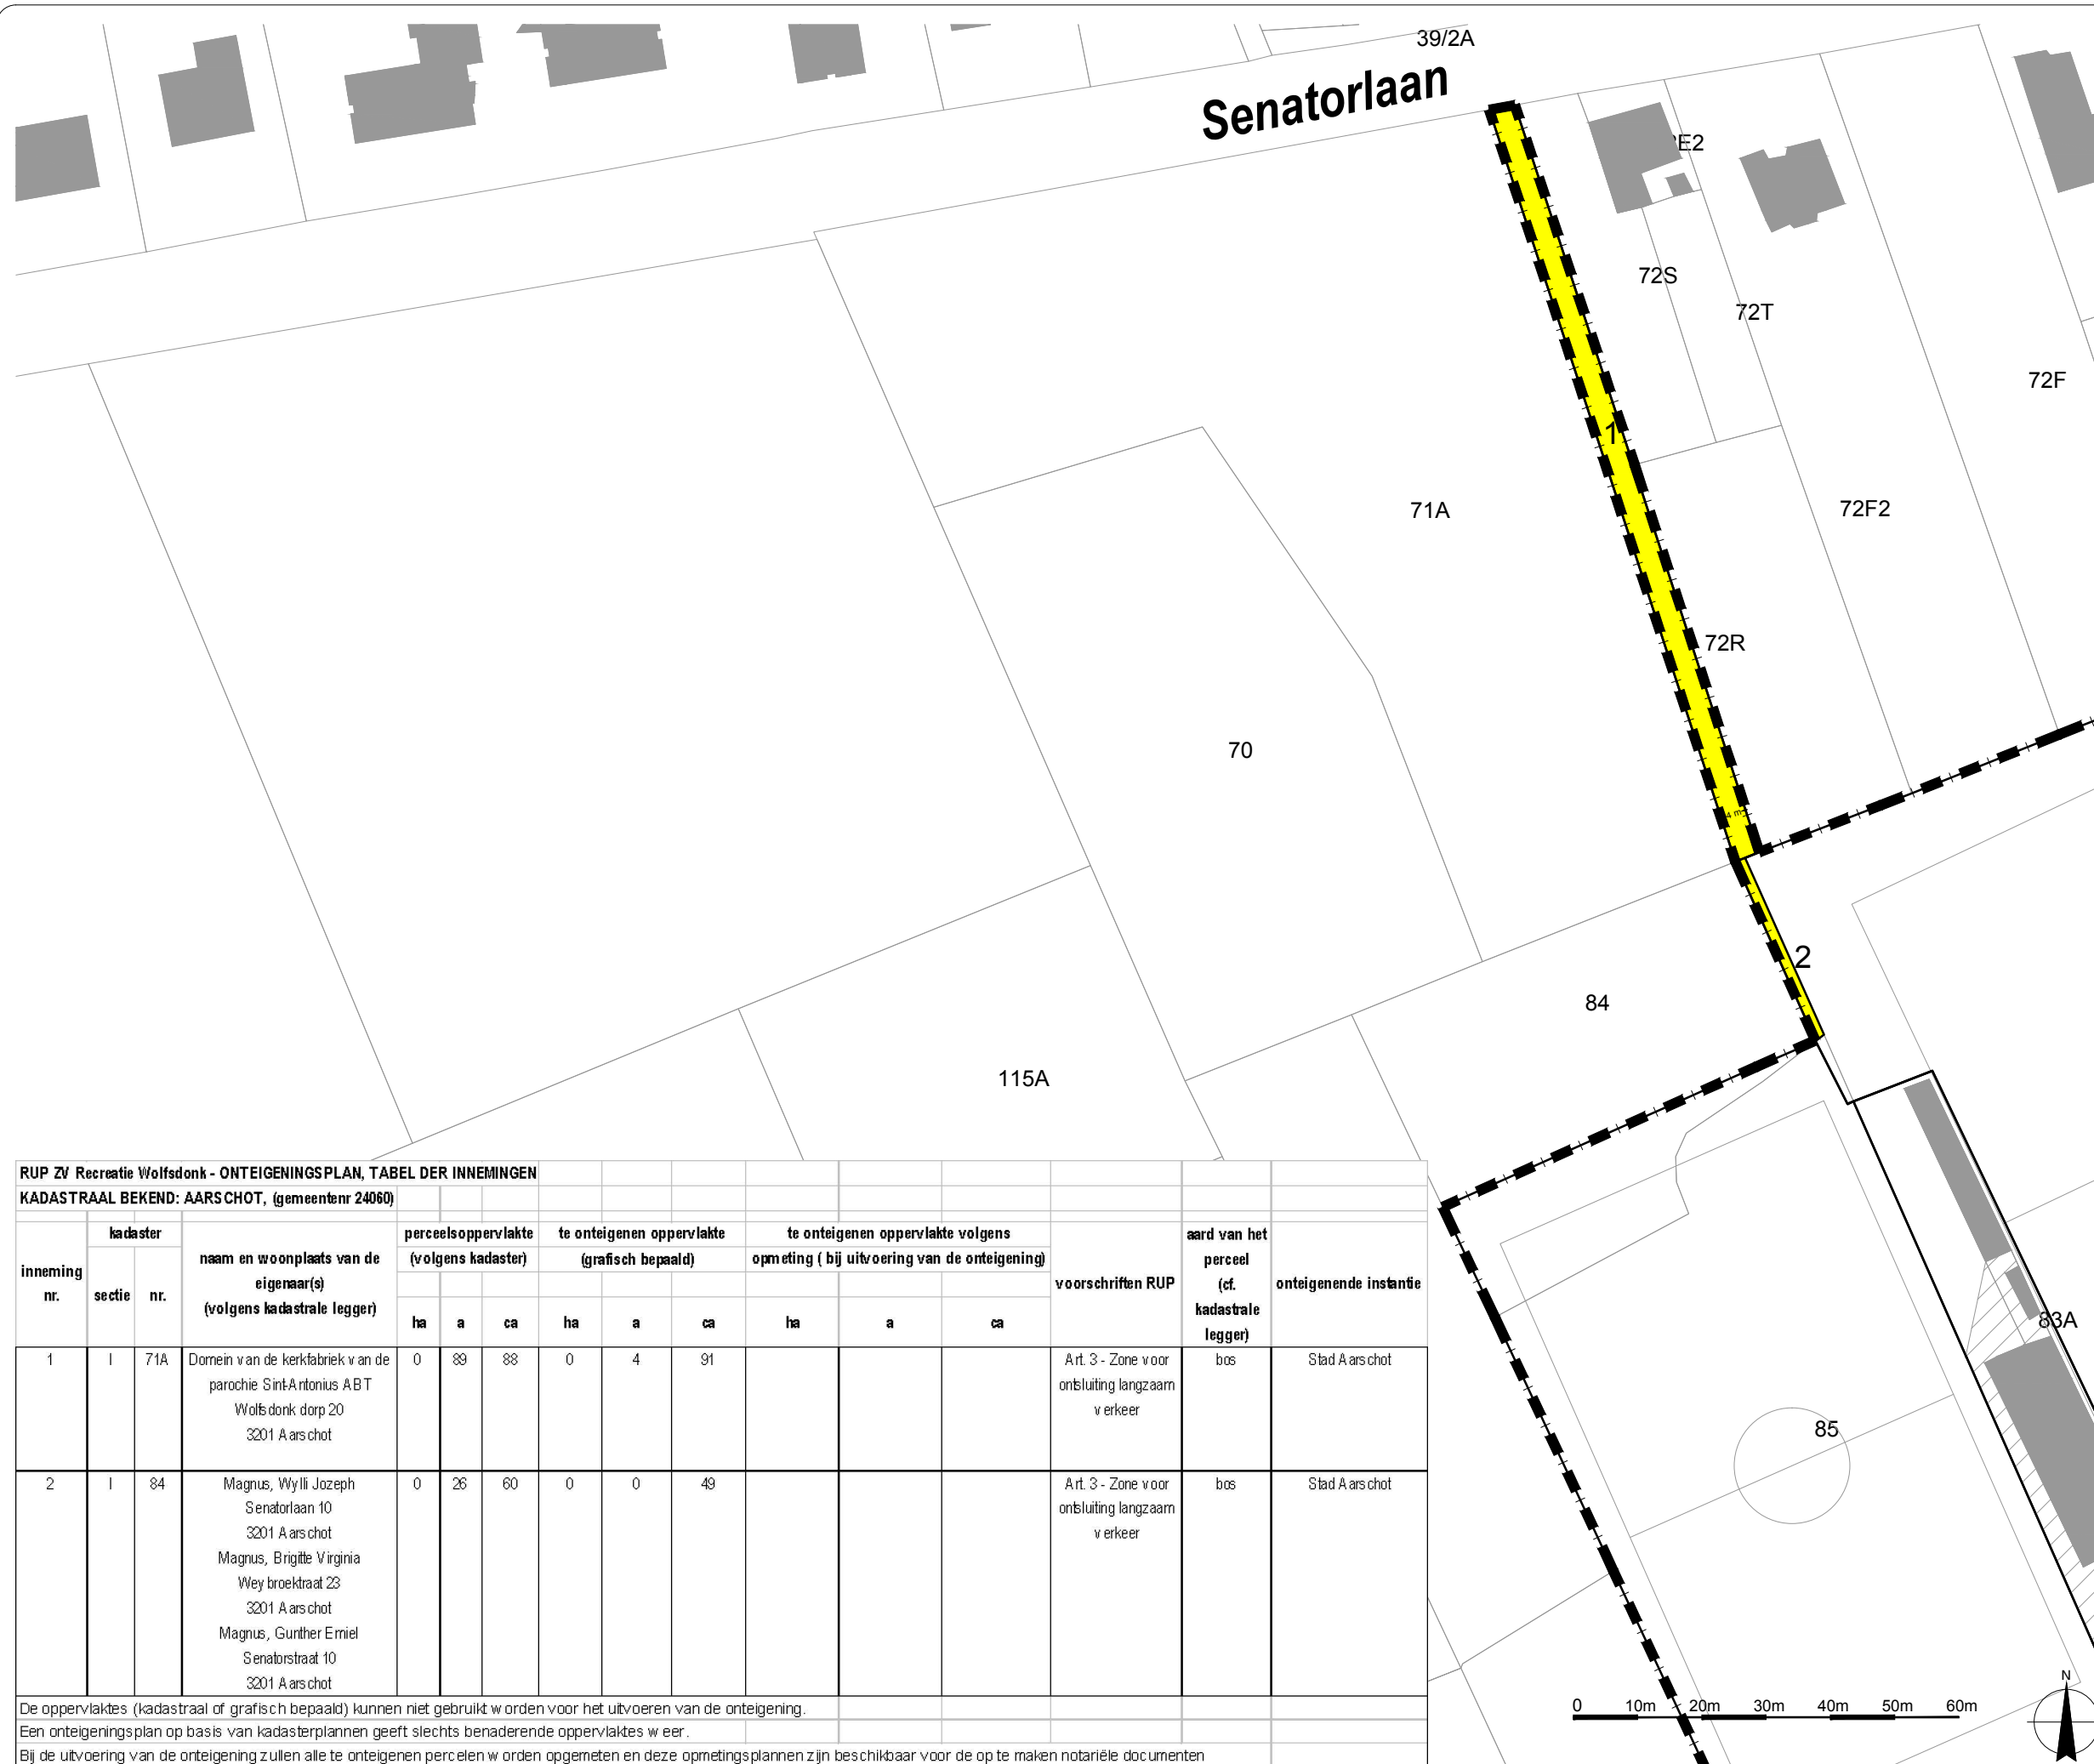 39/2A
Senatorlaan
E2
72S
72T
72F
1
71A
72F2
72R
70
4 m
2
84
115A
RUP ZV Recreatie Wolfsdonk - ONTEIGENINGSPLAN, TABEL DER INNEMINGEN
KADASTRAAL BEKEND: AARSCHOT, (gemeentenr 24060)
inneming nr. kadaster sectie nr. naam en woonplaats van de eigenaar(s) (volgens kadastrale legger) perceelsoppervlakte (volgens kadaster) te onteigenen oppervlakte (grafisch bepaald) te onteigenen oppervlakte volgens opmeting ( bij uitvoering van de onteigening) voorschriften RUP aard van het perceel (cf. kadastrale legger) onteigenende instantie
ha a ca ha a ca ha a ca
1 I 71A Domein van de kerkfabriek van de 0 89 88 0 4 91 Art. 3 - Zone voor bos Stad Aarschot
parochie Sint-Antonius ABT ontsluiting langzaam
Wolfsdonk dorp 20 verkeer
3201 Aarschot
2 I 84 Magnus, Wylli Jozeph 0 26 60 0 0 49 Art. 3 - Zone voor bos Stad Aarschot
Senatorlaan 10 ontsluiting langzaam
3201 Aarschot verkeer
Magnus, Brigitte Virginia
Weybroektraat 23
3201 Aarschot
Magnus, Gunther Emiel
Senatorstraat 10
3201 Aarschot
De oppervlaktes (kadastraal of grafisch bepaald) kunnen niet gebruikt worden voor het uitvoeren van de onteigening.
Een onteigeningsplan op basis van kadasterplannen geeft slechts benaderende oppervlaktes weer.
Bij de uitvoering van de onteigening zullen alle te onteigenen percelen worden opgemeten en deze opmetingsplannen zijn beschikbaar voor de op te maken notariële documenten
83A
85
0 10m 20m 30m 40m 50m 60m
N